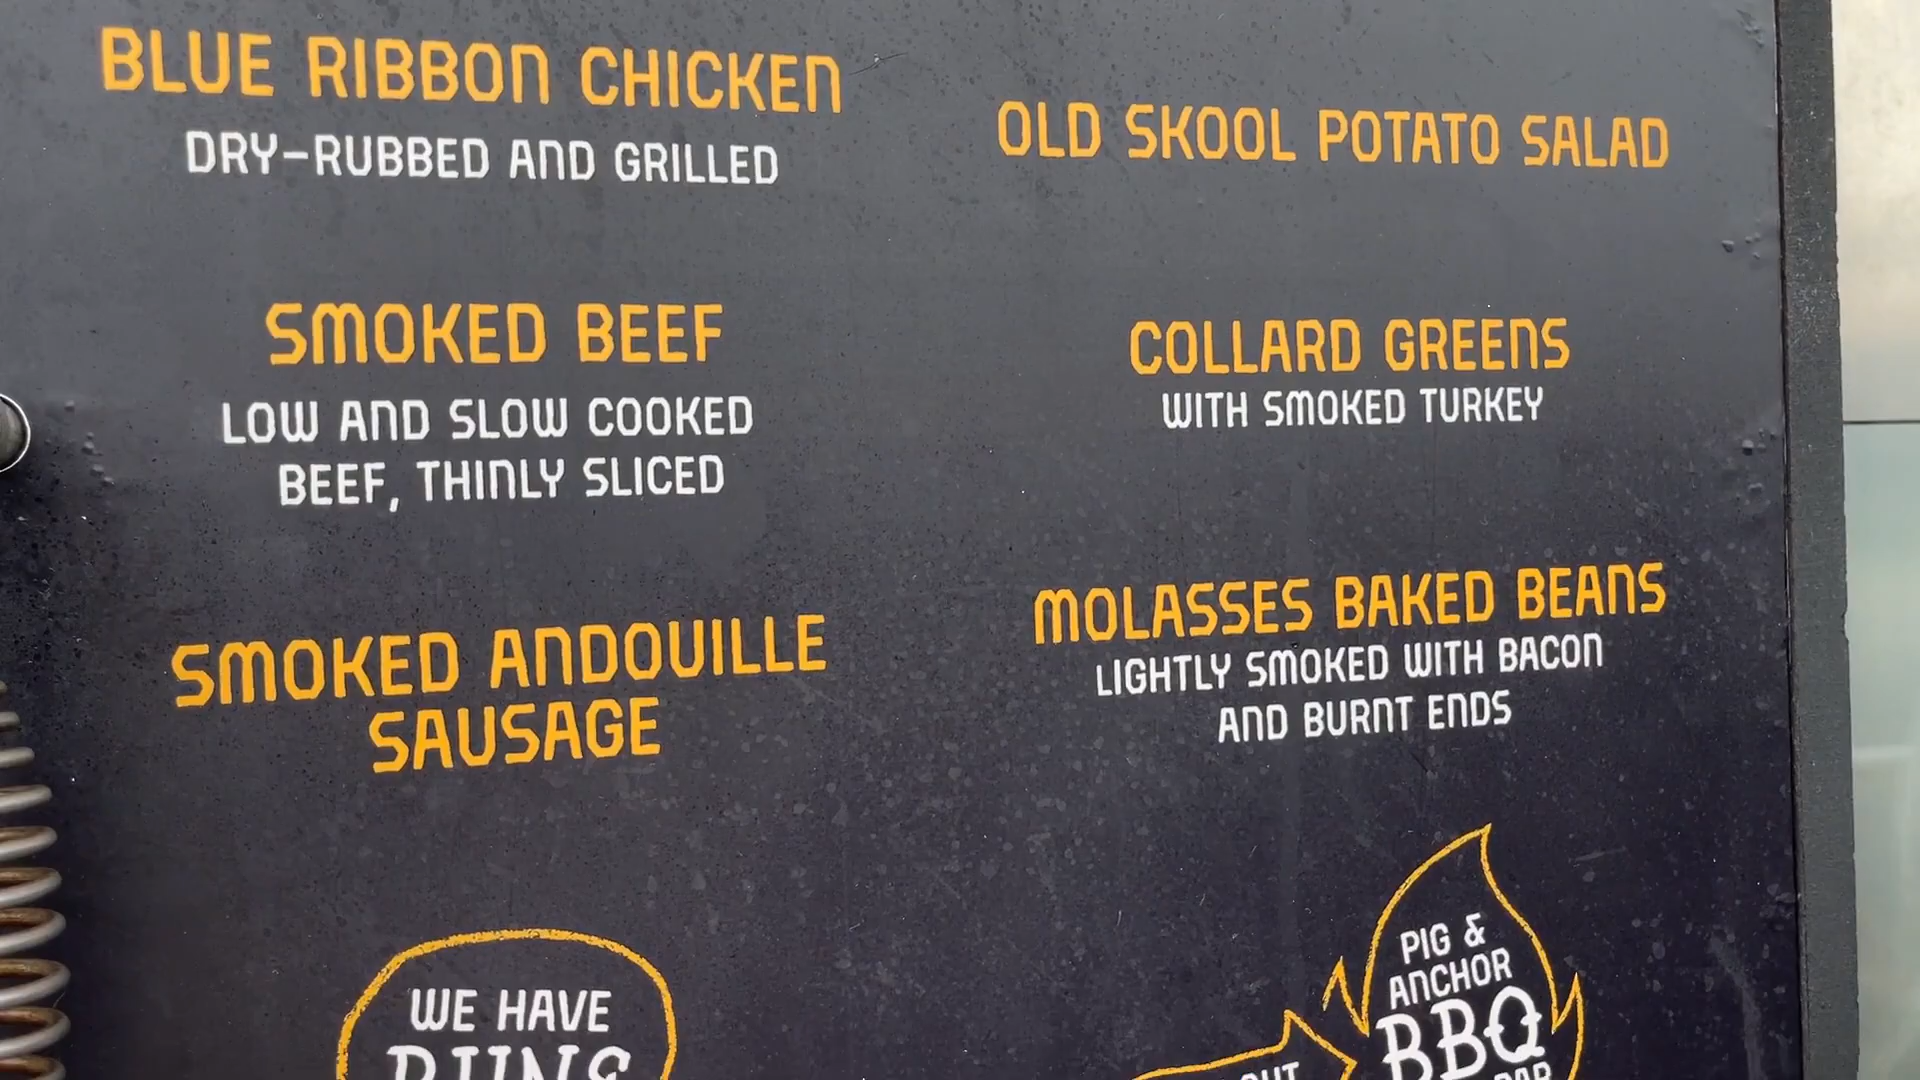 BLUE RIBBON CHICKEN
DRY-RUBBED AND GRILLED
SMOKED BEEF
LOW AND SLOW COOKED
BEEF, THINLY SLICED
SMOKED ANDOUILLE
SAUSAGE
WE HAVE
OLD SKOOL POTATO SALAD
COLLARD GREENS
WITH SMOKED TURKEY
MOLASSES BAKED BEANS
LIGHTLY SMOKED WITH BACON
AND BURNT ENDS
PIG &
ANCHOR
BBQ